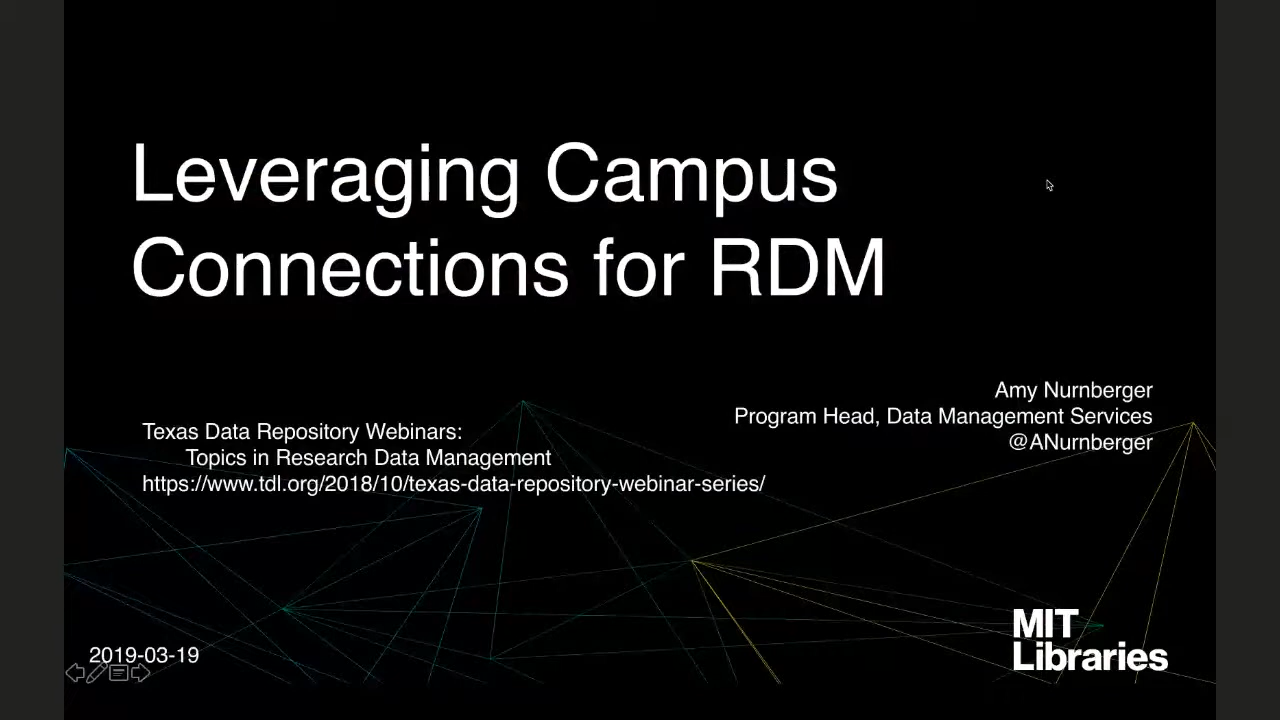 Leveraging Campus
Connections for RDM
Amy Nurnberger
Program Head, Data Management Services
@ANurnberger
Texas Data Repository Webinars:
Topics in Research Data Management
https://www.tdl.org/2018/10/texas-data-repository-webinar-series/
2019-03-19
MIT
Libraries